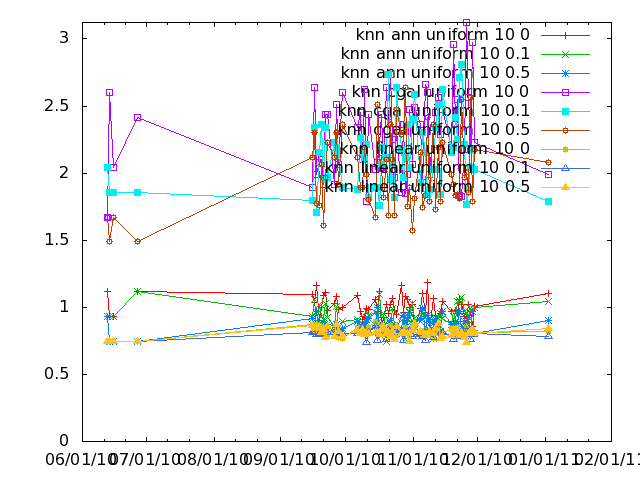 3
2.5
2
1.5
1
0.5
0
06/01/10 07/01/10 08/01/10 09/01/10 10/01/10 11/01/10 12/01/10 01/01/11 02/01/11
knn ann uniform 10 0
knn ann uniform 10 0.1
knn ann uniform 10 0.5
knn cgal uniform 10 0
knn cgal uniform 10 0.1
knn cgal uniform 10 0.5
knn linear uniform 10 0
knn linear uniform 10 0.1
knn linear uniform 10 0.5